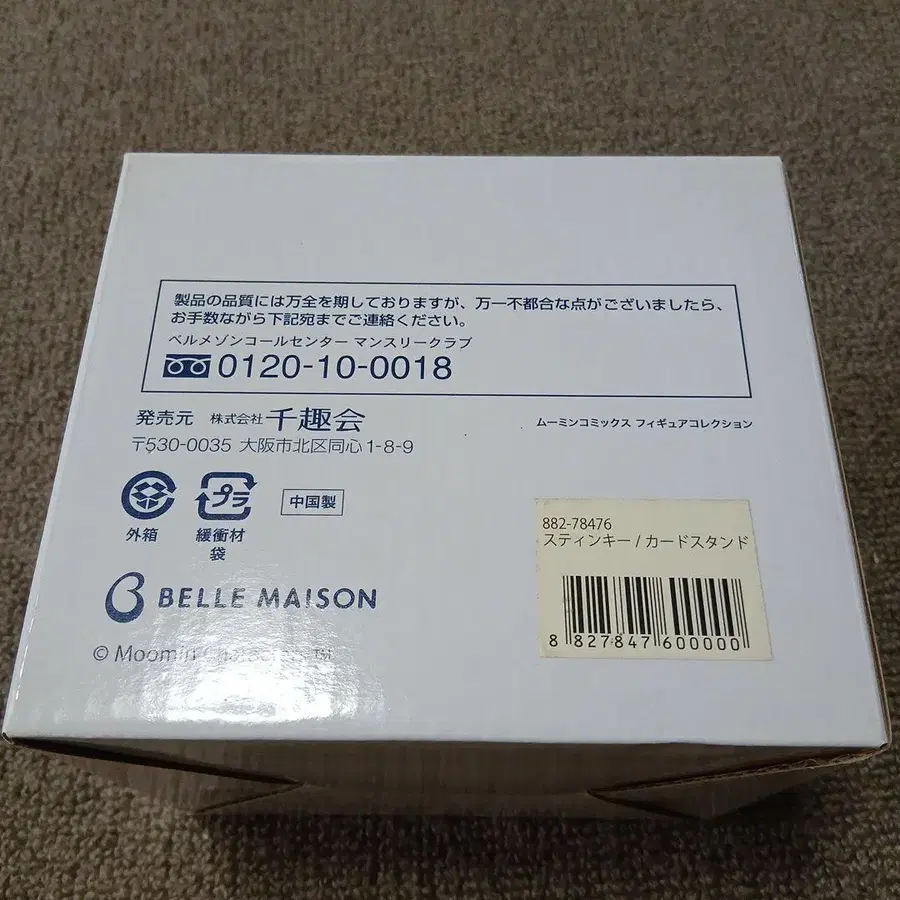 製品の品質には万全を期しておりますが、万一不都合な点がございましたら、
お手数ながら下記宛までご連絡ください。
ベルメゾンコールセンター マンスリークラブ
0120-10-0018
発売元 株式会社 千趣会
〒530-0035 大阪市北区同心1-8-9
ムーミンコミックス フィギュアコレクション
プラ
中国製
外箱
緩衝材
袋
882-78476
スティンキー / カードスタンド
8 827847 600000
BELLE MAISON
© Moomin Characters™